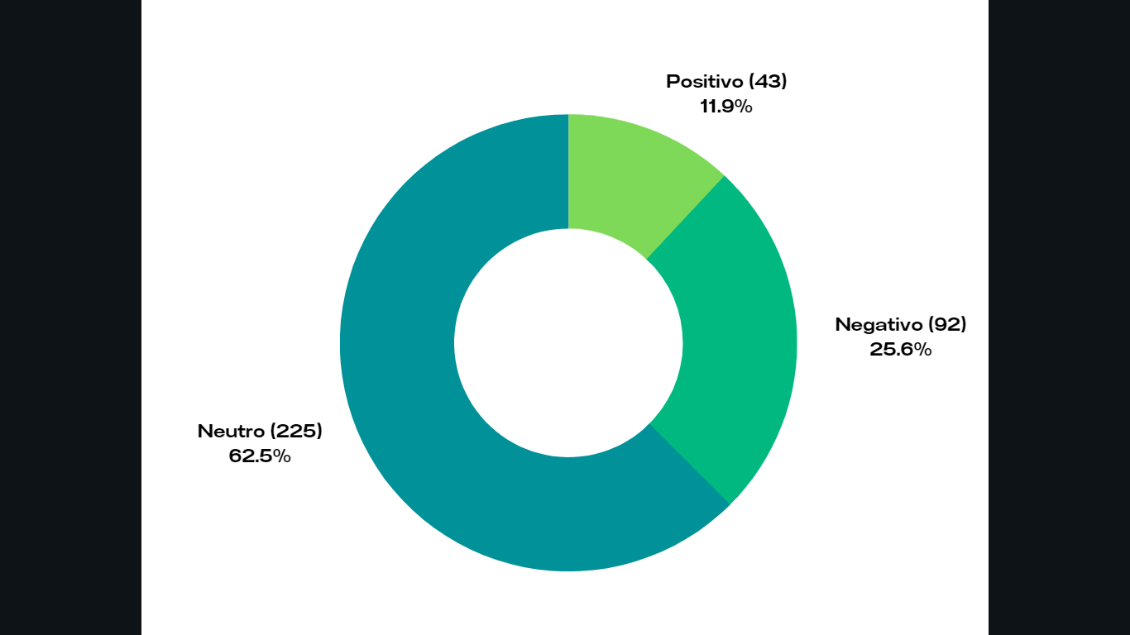 Positivo (43)
11.9%
Negativo (92)
25.6%
Neutro (225)
62.5%